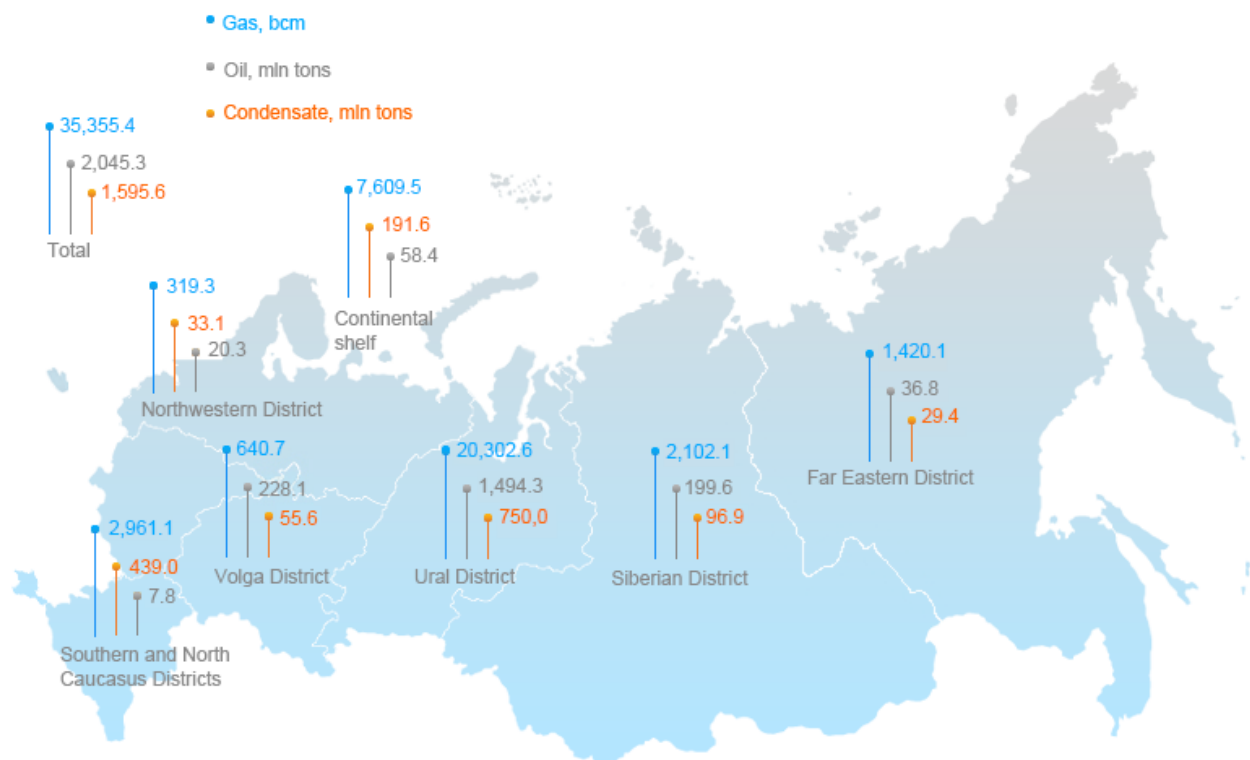 Gas, bcm
Oil, mln tons
Condensate, mln tons
35,355.4
2,045.3
1,595.6
Total
7,609.5
191.6
58.4
Continental
shelf
319.3
33.1
20.3
Northwestern District
1,420.1
36.8
29.4
Far Eastern District
640.7
228.1
55.6
Volga District
20,302.6
1,494.3
750,0
Ural District
2,102.1
199.6
96.9
Siberian District
2,961.1
439.0
7.8
Southern and North
Caucasus Districts